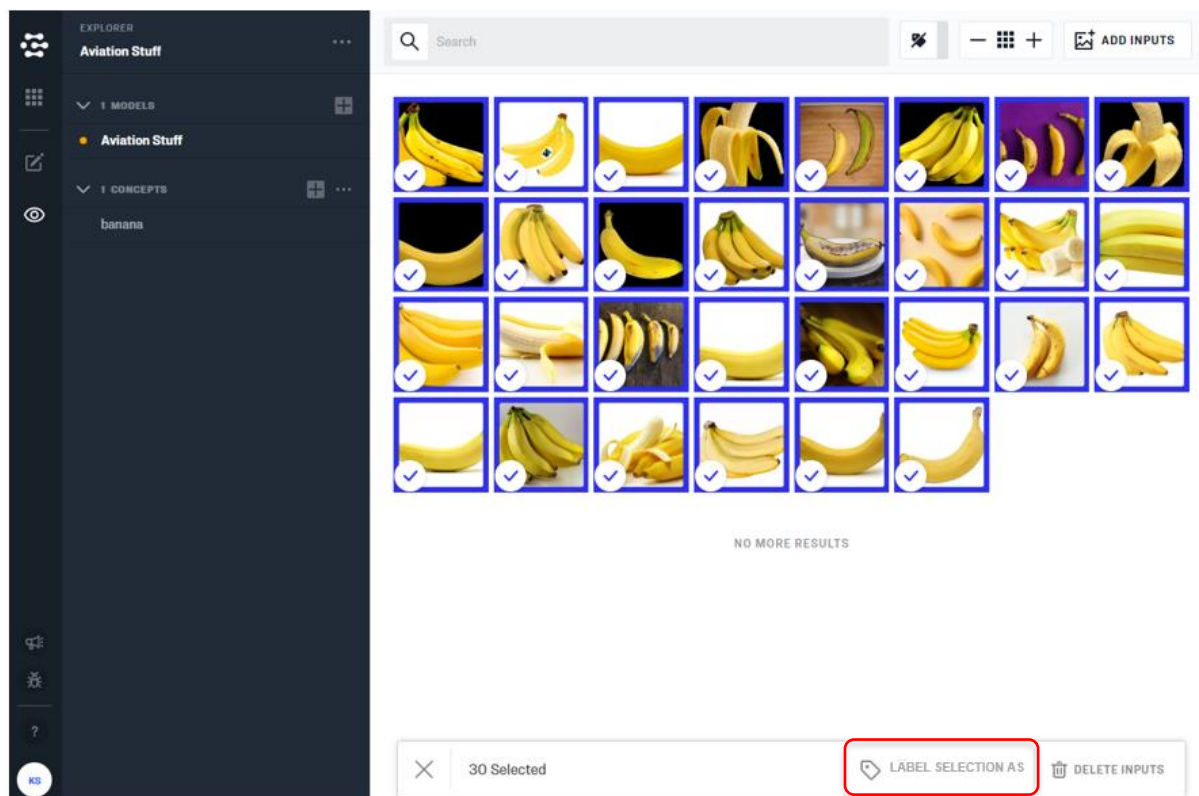 EXPLORER
Aviation Stuff
1 MODELS
Aviation Stuff
1 CONCEPTS
banana
?
KS
Search
ADD INPUTS
NO MORE RESULTS
30 Selected
LABEL SELECTION AS
DELETE INPUTS